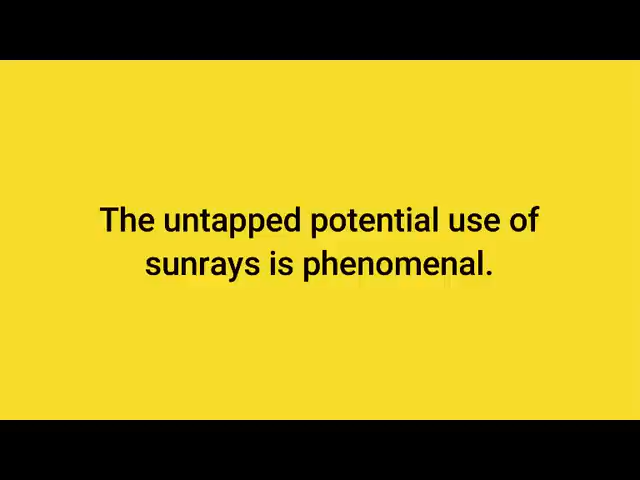 The untapped potential use of
sunrays is phenomenal.